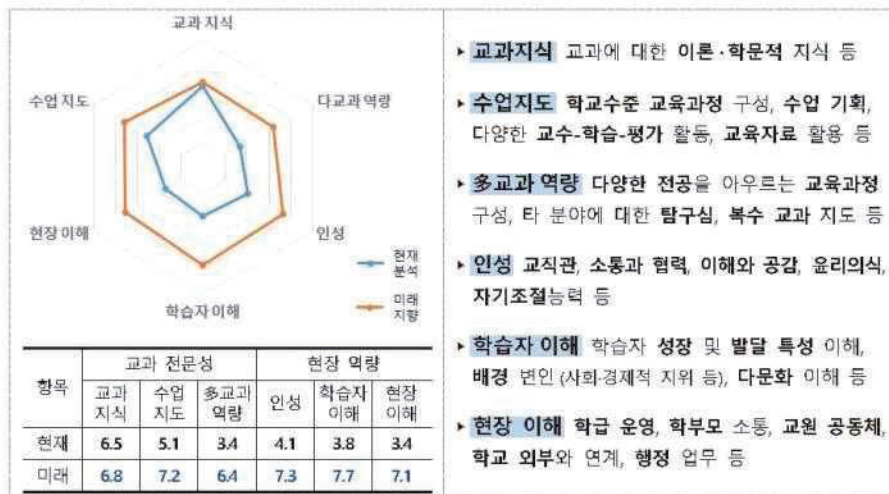 교과 지식
수업 지도
다교과 역량
현장 이해
인성
학습자 이해
현재
분석
미래
지향
항목 교과 전문성 현장 역량
교과 지식 수업 지도 多교과 역량 인성 학습자 이해 현장 이해
현재 6.5 5.1 3.4 4.1 3.8 3.4
미래 6.8 7.2 6.4 7.3 7.7 7.1
▸ 교과지식 교과에 대한 이론·학문적 지식 등
▸ 수업지도 학교수준 교육과정 구성, 수업 기획,
다양한 교수-학습-평가 활동, 교육자료 활용 등
▸ 多교과 역량 다양한 전공을 아우르는 교육과정
구성, 타 분야에 대한 탐구심, 복수 교과 지도 등
▸ 인성 교직관, 소통과 협력, 이해와 공감, 윤리의식,
자기조절능력 등
▸ 학습자 이해 학습자 성장 및 발달 특성 이해,
배경 변인 (사회·경제적 지위 등), 다문화 이해 등
▸ 현장 이해 학급 운영, 학부모 소통, 교원 공동체,
학교 외부와 연계, 행정 업무 등